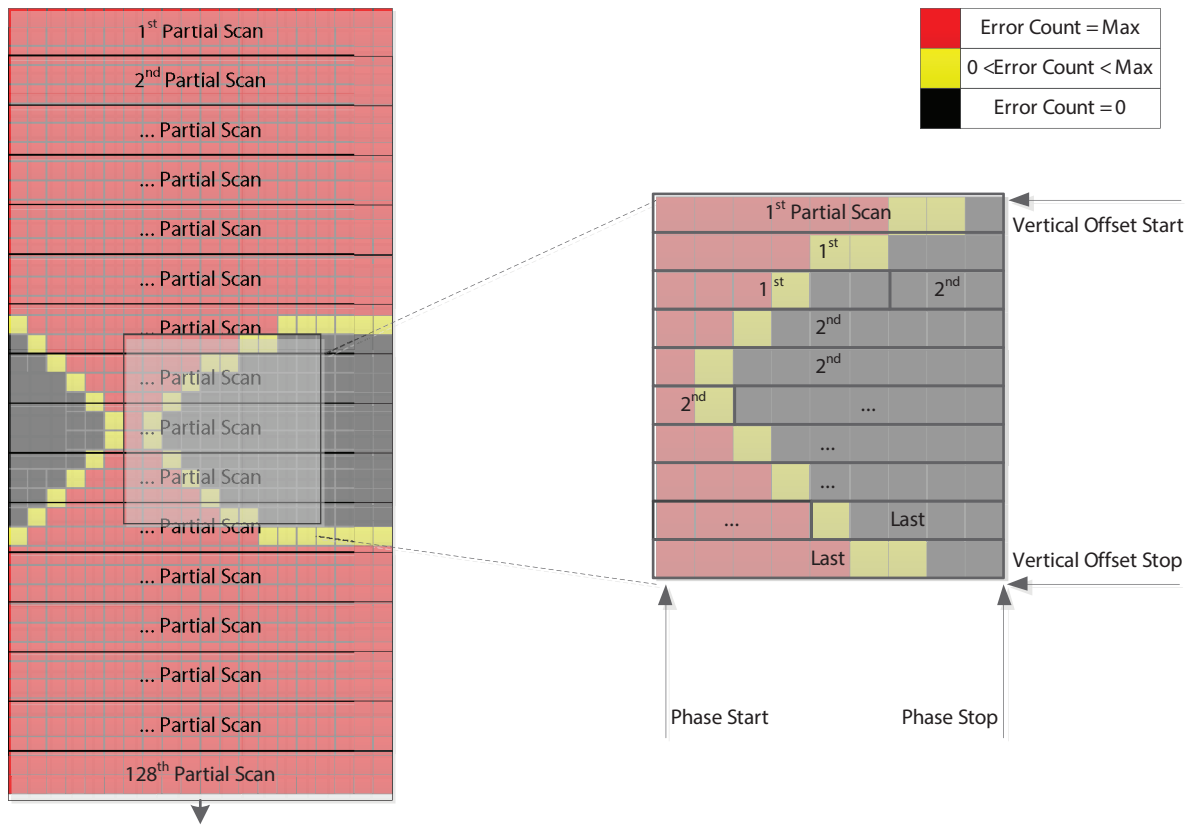 1st Partial Scan
2nd Partial Scan
... Partial Scan
... Partial Scan
... Partial Scan
... Partial Scan
... Partial Scan
... Partial Scan
... Partial Scan
... Partial Scan
... Partial Scan
... Partial Scan
... Partial Scan
... Partial Scan
... Partial Scan
128th Partial Scan
Error Count = Max
0 <Error Count < Max
Error Count = 0
1st Partial Scan
1st
1st 2nd
2nd
2nd
2nd ...
...
...
... Last
Last
Vertical Offset Start
Vertical Offset Stop
Phase Start
Phase Stop